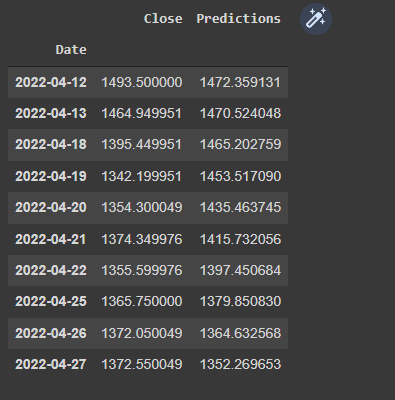 Close Predictions
Date
2022-04-12 1493.500000 1472.359131
2022-04-13 1464.949951 1470.524048
2022-04-18 1395.449951 1465.202759
2022-04-19 1342.199951 1453.517090
2022-04-20 1354.300049 1435.463745
2022-04-21 1374.349976 1415.732056
2022-04-22 1355.599976 1397.450684
2022-04-25 1365.750000 1379.850830
2022-04-26 1372.050049 1364.632568
2022-04-27 1372.550049 1352.269653